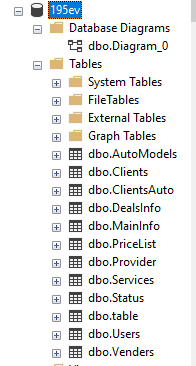 195ev
Database Diagrams
dbo.Diagram_0
Tables
System Tables
FileTables
External Tables
Graph Tables
dbo.AutoModels
dbo.Clients
dbo.ClientsAuto
dbo.DealsInfo
dbo.MainInfo
dbo.PriceList
dbo.Provider
dbo.Services
dbo.Status
dbo.table
dbo.Users
dbo.Venders